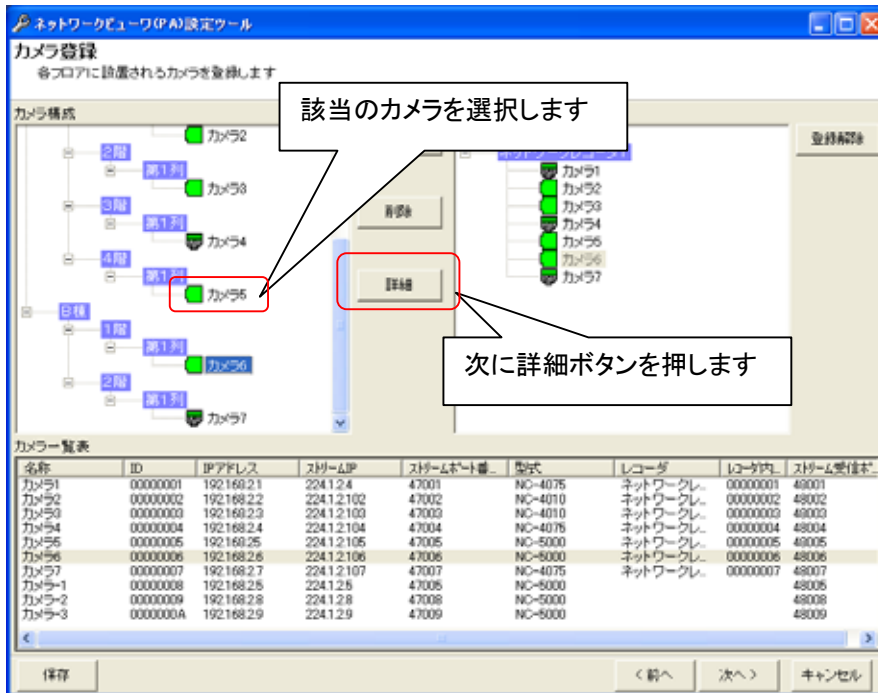 ネットワークビューワ(PA)設定ツール
カメラ登録
各フロアに設置されるカメラを登録します
カメラ構成
該当のカメラを選択します
登録解除
カメラ2
2階
第1列
カメラ3
3階
第1列
カメラ4
4階
第1列
カメラ5
B棟
1階
第1列
カメラ6
2階
第1列
カメラ7
削除
詳細
カメラ1
カメラ2
カメラ3
カメラ4
カメラ5
カメラ6
カメラ7
次に詳細ボタンを押します
カメラ一覧表
名称 ID IPアドレス ストリームIP ストリームポート番... 型式 レコーダ レコーダ内... ストリーム受信ポ...
カメラ1 00000001 192.168.2.1 224.1.2.4 47001 NC-4075 ネットワークレ... 00000001 48001
カメラ2 00000002 192.168.2.2 224.1.2.102 47002 NC-4010 ネットワークレ... 00000002 48002
カメラ3 00000003 192.168.2.3 224.1.2.103 47003 NC-4010 ネットワークレ... 00000003 48003
カメラ4 00000004 192.168.2.4 224.1.2.104 47004 NC-4075 ネットワークレ... 00000004 48004
カメラ5 00000005 192.168.2.5 224.1.2.105 47005 NC-5000 ネットワークレ... 00000005 48005
カメラ6 00000006 192.168.2.6 224.1.2.106 47006 NC-5000 ネットワークレ... 00000006 48006
カメラ7 00000007 192.168.2.7 224.1.2.107 47007 NC-4075 ネットワークレ... 00000007 48007
カメラ-1 00000008 192.168.2.5 224.1.2.5 47005 NC-5000 48005
カメラ-2 00000009 192.168.2.8 224.1.2.8 47008 NC-5000 48008
カメラ-3 0000000A 192.168.2.9 224.1.2.9 47009 NC-5000 48009
保存
< 前へ
次へ >
キャンセル